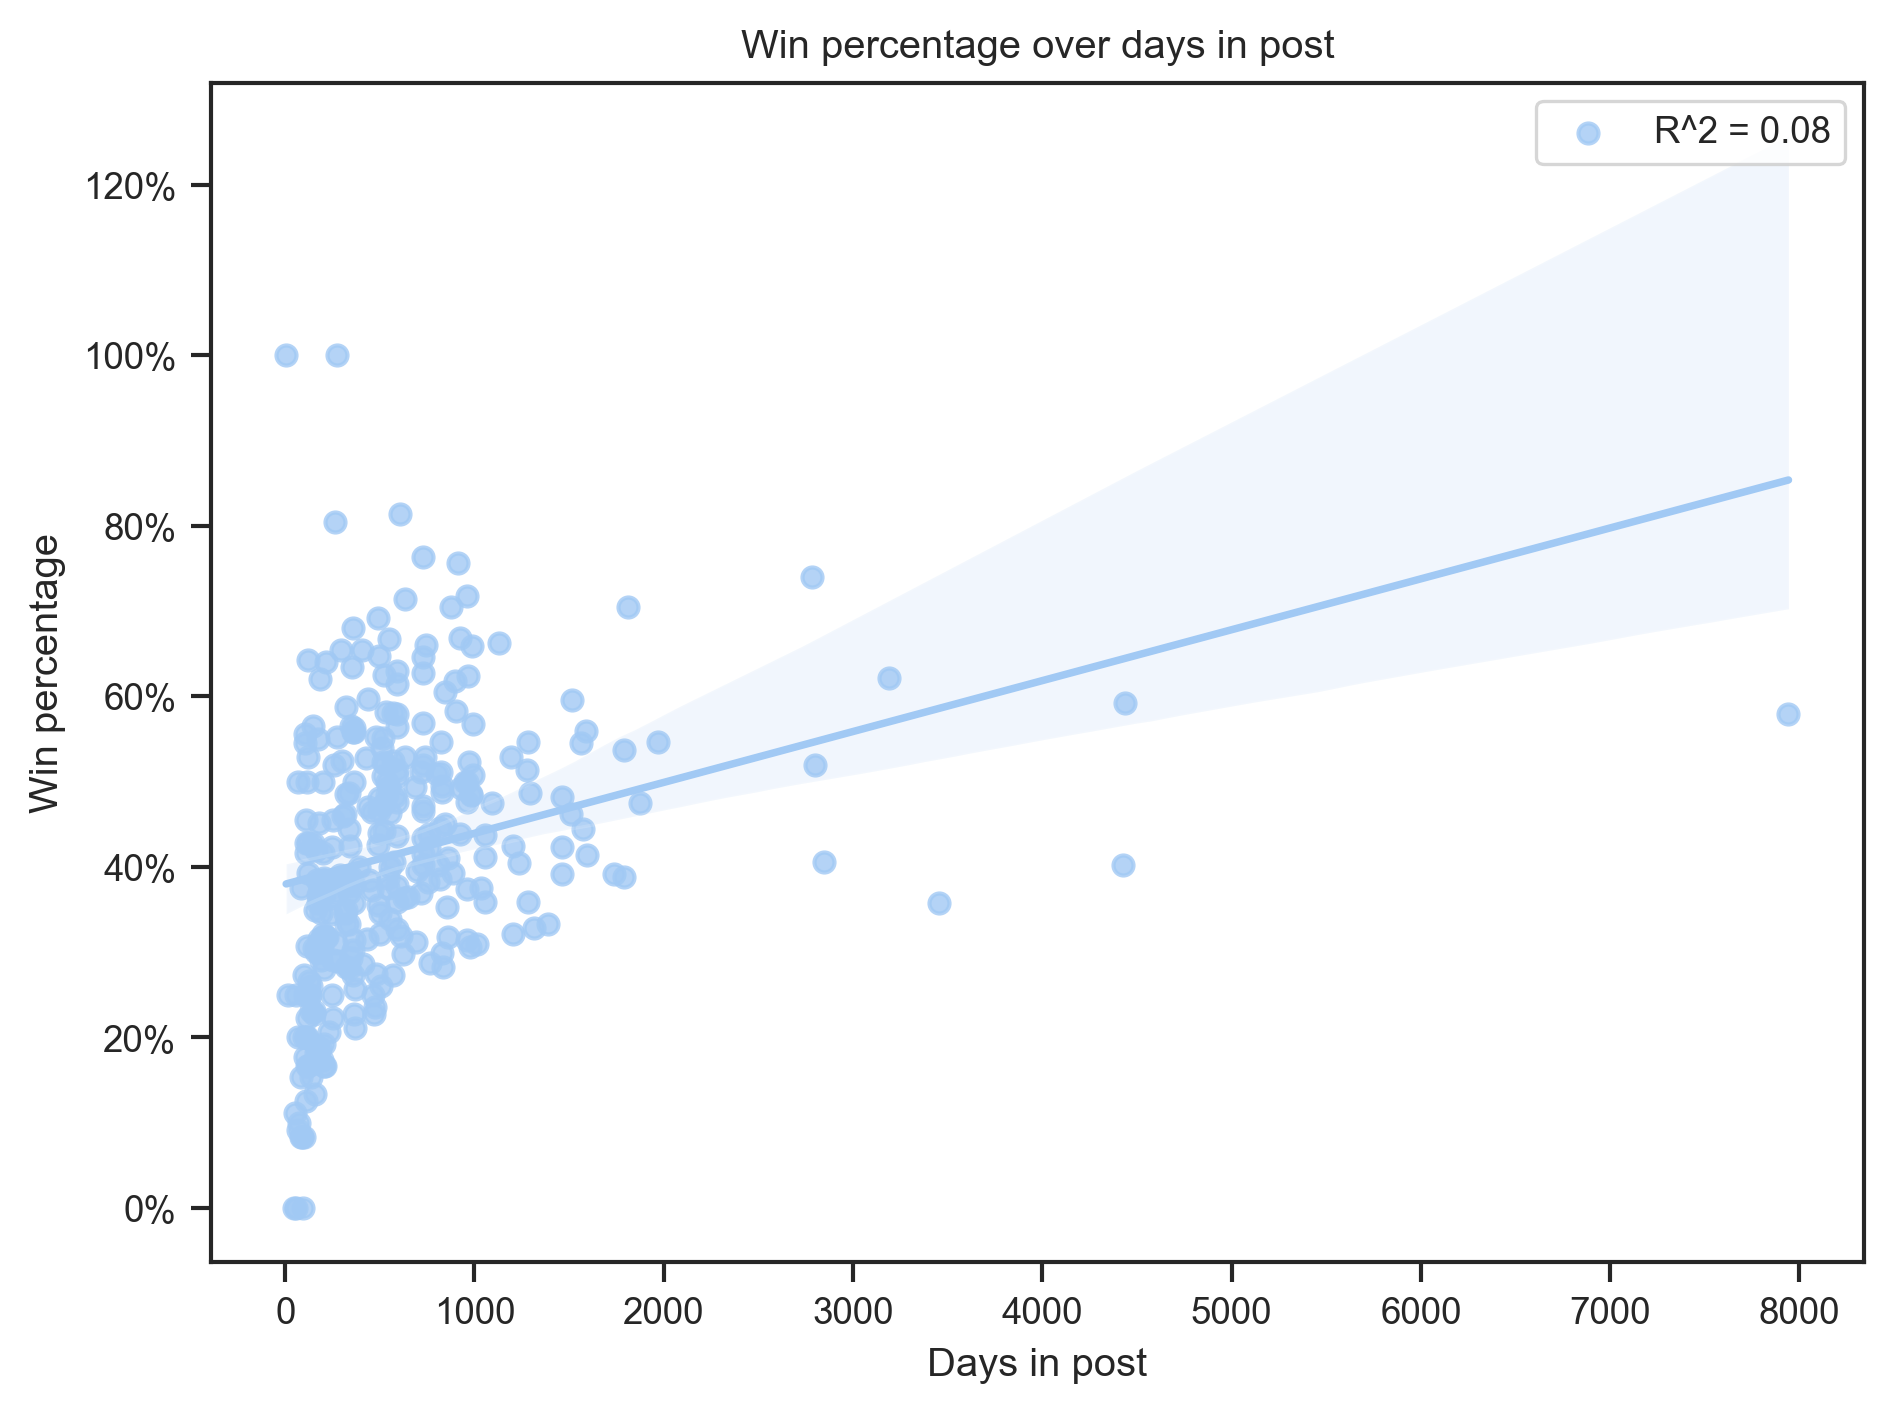 Win percentage over days in post
R^2 = 0.08
120%
100%
80%
60%
40%
20%
0%
Win percentage
0 1000 2000 3000 4000 5000 6000 7000 8000
Days in post